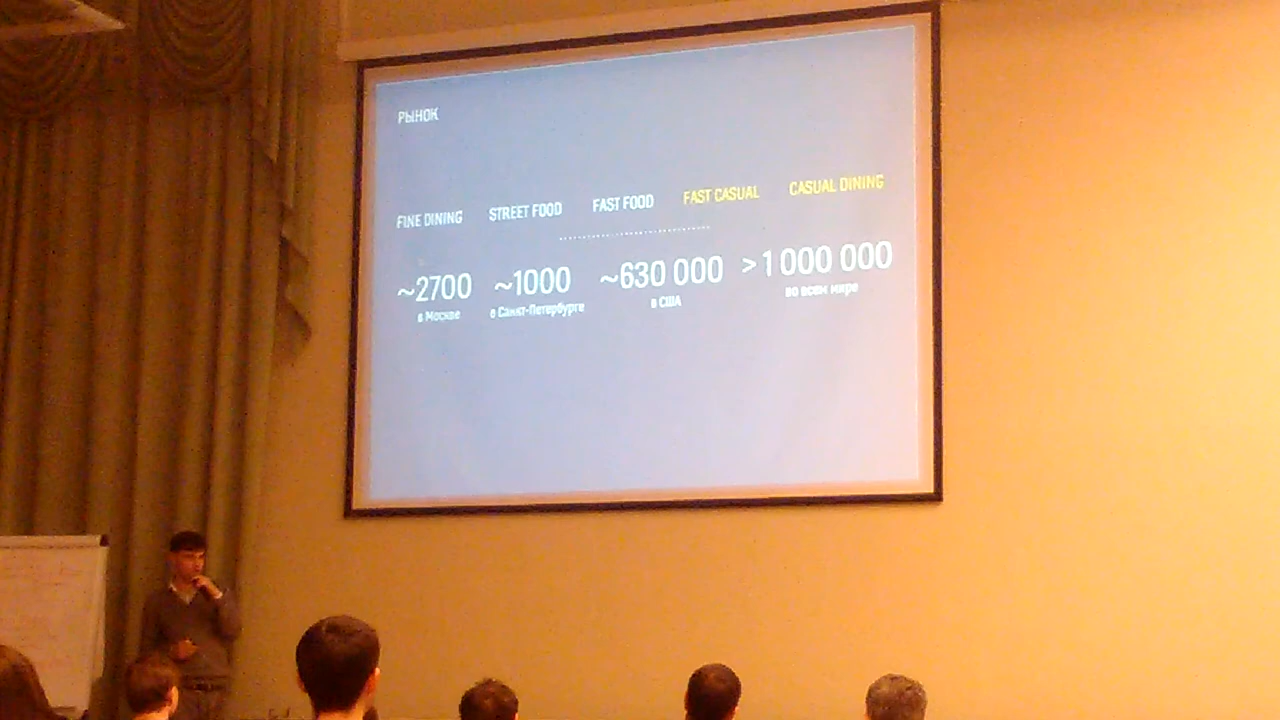 РЫНОК
FINE DINING STREET FOOD FAST FOOD FAST CASUAL CASUAL DINING
~2700 ~1000 ~630 000 >1 000 000
в Москве в Санкт-Петербурге в США во всем мире